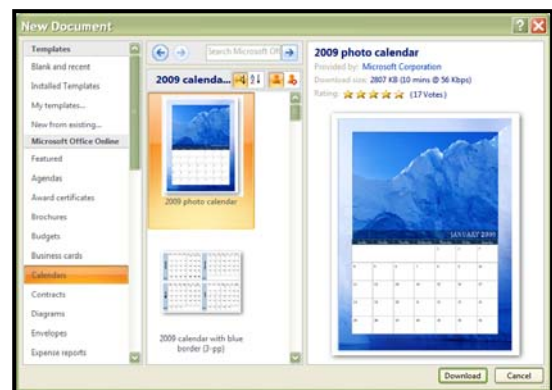 New Document
Templates
Blank and recent
Installed Templates
My templates...
New from existing...
Microsoft Office Online
Featured
Agendas
Award certificates
Brochures
Budgets
Business cards
Calendars
Contracts
Diagrams
Envelopes
Expense reports
Search Microsoft Of
2009 calenda...
2009 photo calendar
2009 calendar with blue
border (3-pp)
2009 photo calendar
Provided by: Microsoft Corporation
Download size: 2807 KB (10 mins @ 56 Kbps)
Rating: (17 Votes)
JANUARY 2009
Download
Cancel